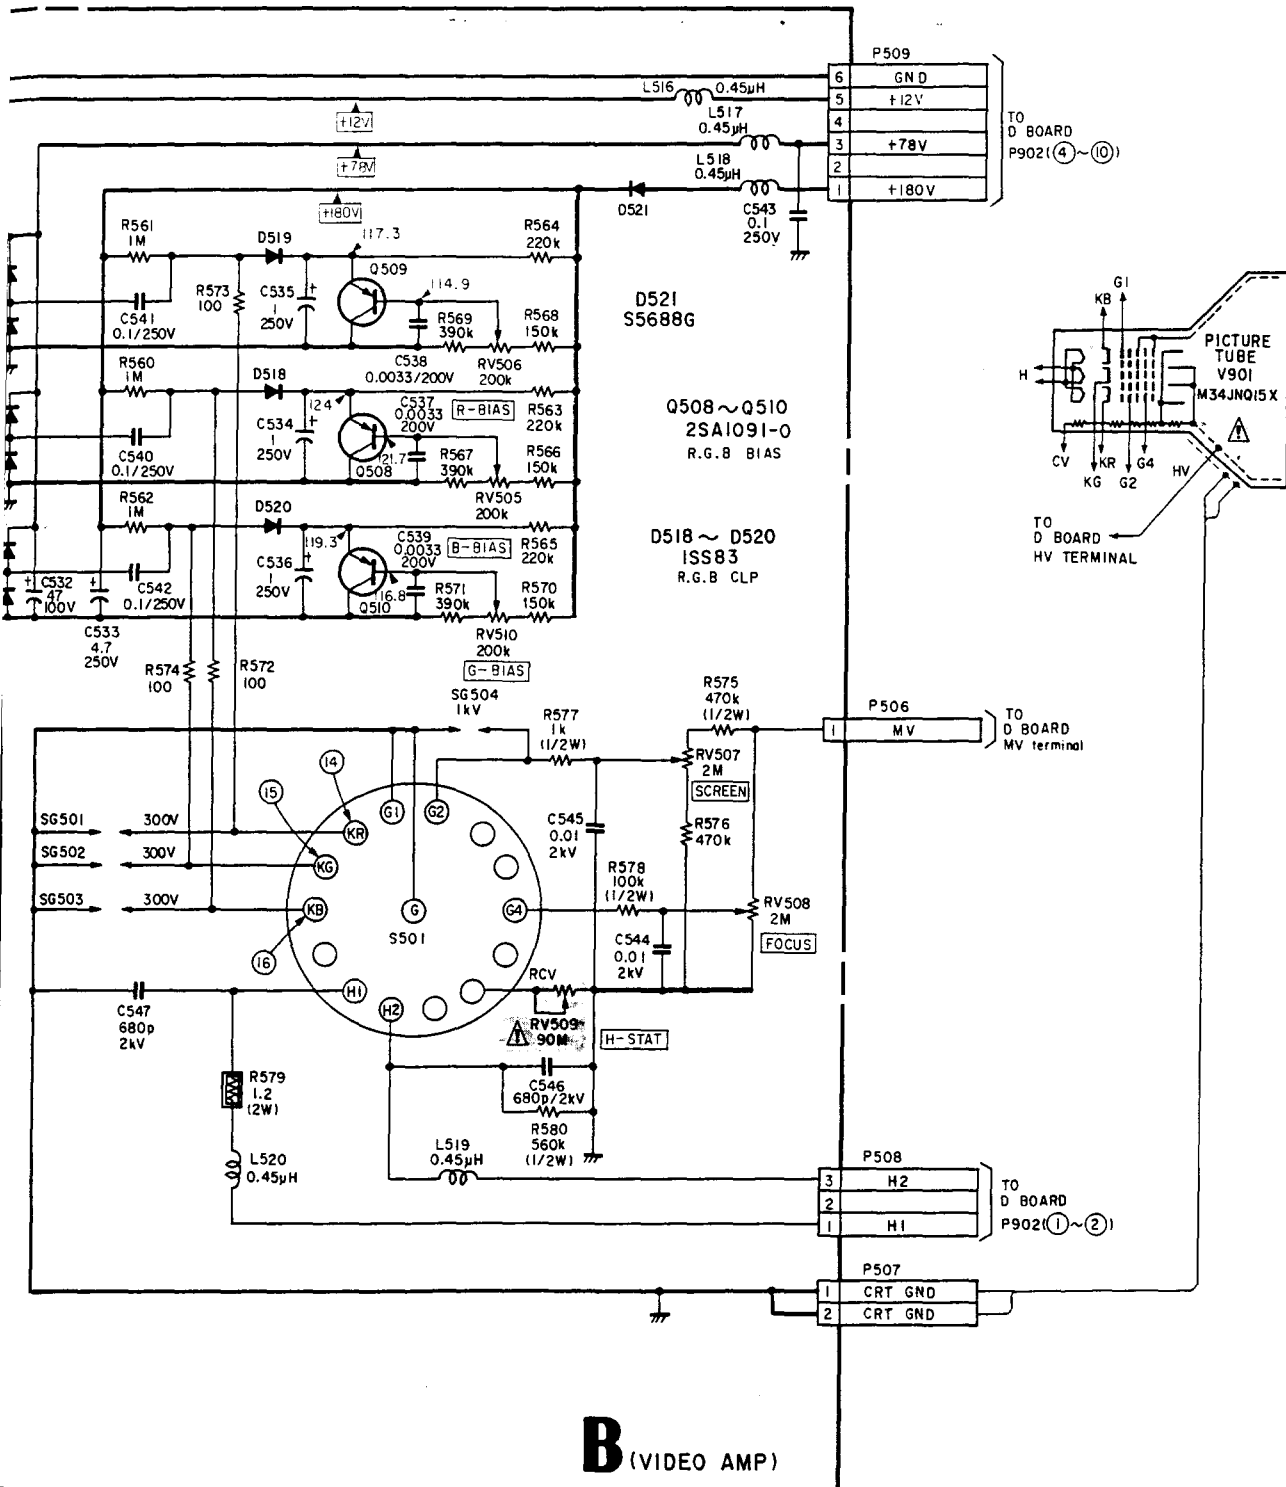 P509
6 GND
L516 0.45µH
5 +12V
4
+12V
L517
0.45µH
3 +78V
+78V
L518
0.45µH
2
1 +180V
TO
D BOARD
P902(④~⑩)
+180V
D521
C543
0.1
250V
R561
1M
D519
117.3
R564
220k
Q509
R573
100
C535
1
250V
+
114.9
D521
S5688G
C541
0.1/250V
R569
390k
R568
150k
C538
0.0033/200V
RV506
200k
R560
1M
D518
124
C537
0.0033
200V
R-BIAS
R563
220k
C534
1
250V
+
Q508~Q510
2SA1091-O
R.G.B BIAS
C540
0.1/250V
121.7
Q508
R567
390k
R566
150k
RV505
200k
R562
1M
D520
119.3
C539
0.0033
200V
B-BIAS
R565
220k
C536
1
250V
+
D518~D520
1SS83
R.G.B CLP
C532
47
100V
+
+
C542
0.1/250V
116.8
Q510
R571
390k
R570
150k
C533
4.7
250V
RV510
200k
G-BIAS
R574
100
R572
100
G1
KB
H
PICTURE
TUBE
V901
M34JNQ15X
CV
KR
G4
KG
G2
HV
TO
D BOARD
HV TERMINAL
SG504
1kV
R577
1k
(1/2W)
R575
470k
(1/2W)
P506
1 MV
TO
D BOARD
MV terminal
RV507
2M
SCREEN
14
15
G1
G2
SG501 300V
KR
C545
0.01
2kV
R576
470k
SG502 300V
KG
R578
100k
(1/2W)
SG503 300V
KB
G
G4
RV508
2M
FOCUS
S501
16
C544
0.01
2kV
RCV
H1
H2
C547
680p
2kV
RV509
90M
H-STAT
R579
1.2
(2W)
C546
680p/2kV
R580
560k
(1/2W)
L520
0.45µH
L519
0.45µH
P508
3 H2
2
1 H1
TO
D BOARD
P902(①~②)
P507
1 CRT GND
2 CRT GND
B (VIDEO AMP)